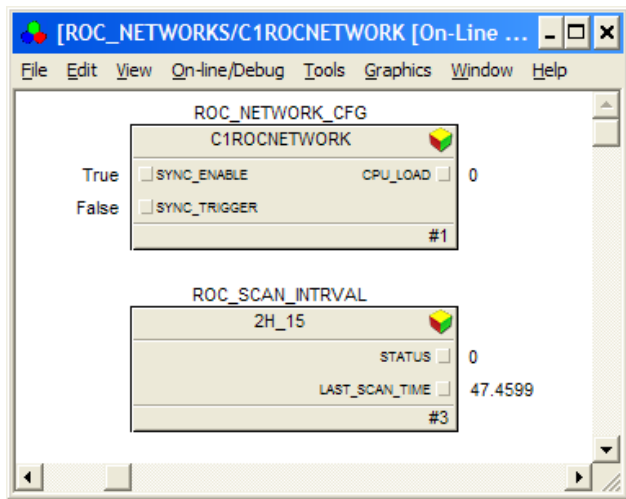 [ROC_NETWORKS/C1ROCNETWORK [On-Line ...
File Edit View On-line/Debug Tools Graphics Window Help
ROC_NETWORK_CFG
C1ROCNETWORK
True SYNC_ENABLE CPU_LOAD 0
False SYNC_TRIGGER
#1
ROC_SCAN_INTRVAL
2H_15
STATUS 0
LAST_SCAN_TIME 47.4599
#3